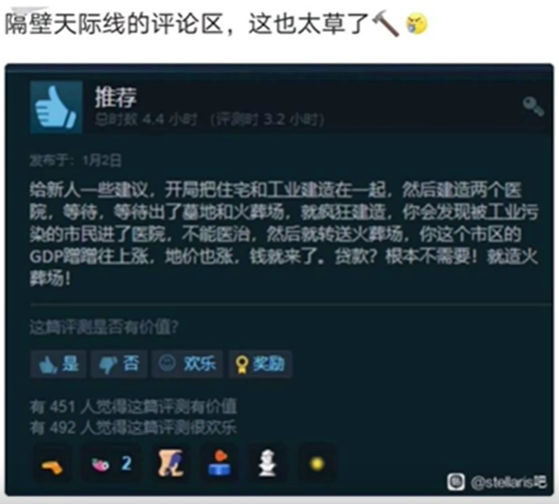 隔壁天际线的评论区，这也太草了
推荐
总时数 4.4 小时 （评测时 3.2 小时）
发布于：1月2日
给新人一些建议，开局把住宅和工业建造在一起，然后建造两个医
院，等待，等待出了墓地和火葬场，就疯狂建造，你会发现被工业污
染的市民进了医院，不能医治，然后就转送火葬场，你这个市区的
GDP蹭蹭往上涨，地价也涨，钱就来了。贷款？根本不需要！就造火
葬场！
这篇评测是否有价值？
是 否 欢乐 奖励
有 451 人觉得这篇评测有价值
有 492 人觉得这篇评测很欢乐
2
@stellaris吧